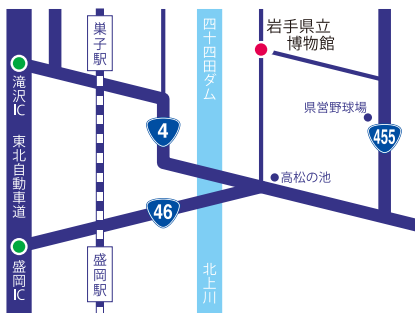 巣子駅
四十四田ダム
岩手県立
博物館
滝沢IC
県営野球場
4
455
東北自動車道
高松の池
46
盛岡IC
盛岡駅
北上川